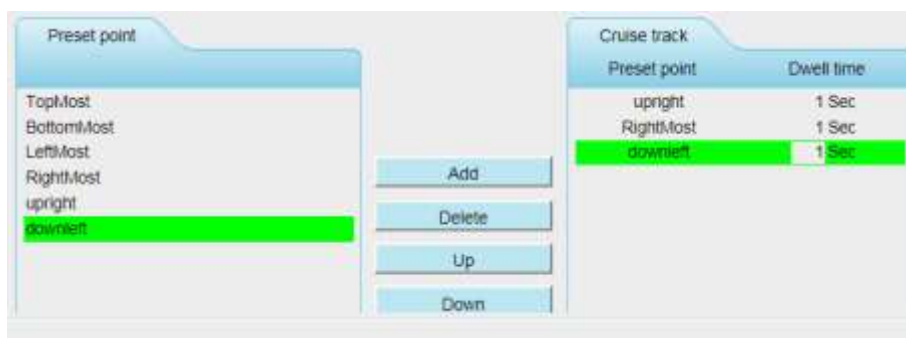 Preset point
TopMost
BottomMost
LeftMost
RightMost
upright
downleft
Add
Delete
Up
Down
Cruise track
Preset point Dwell time
upright 1 Sec
RightMost 1 Sec
downleft 1 Sec